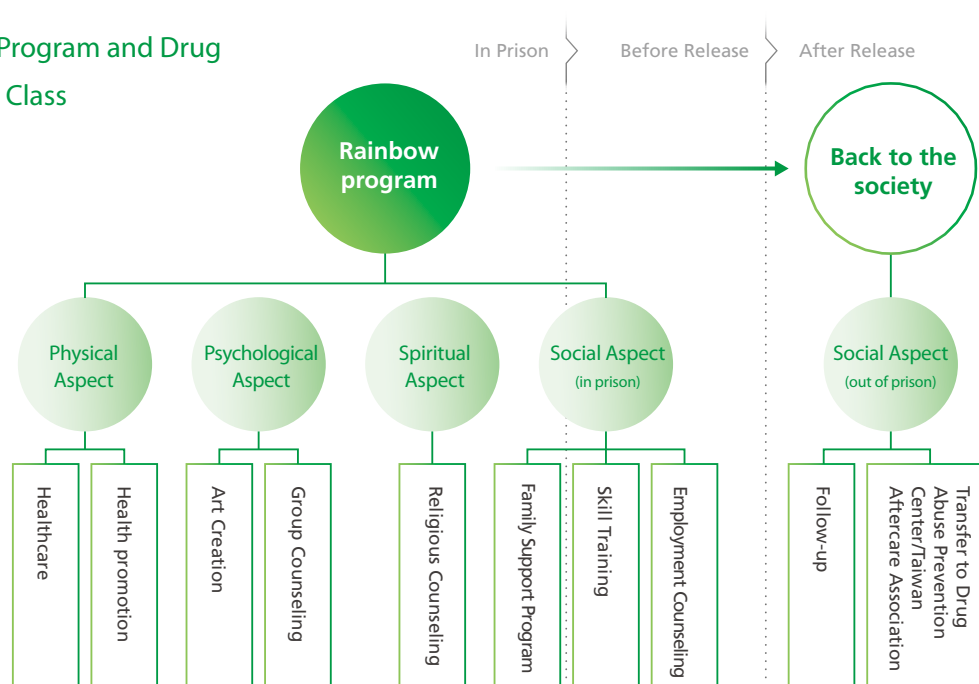 Program and Drug
Class
In Prison
Before Release
After Release
Rainbow
program
Back to the
society
Physical
Aspect
Psychological
Aspect
Spiritual
Aspect
Social Aspect
(in prison)
Social Aspect
(out of prison)
Healthcare
Health promotion
Art Creation
Group Counseling
Religious Counseling
Family Support Program
Skill Training
Employment Counseling
Follow-up
Transfer to Drug
Abuse Prevention
Center/Taiwan
Aftercare Association